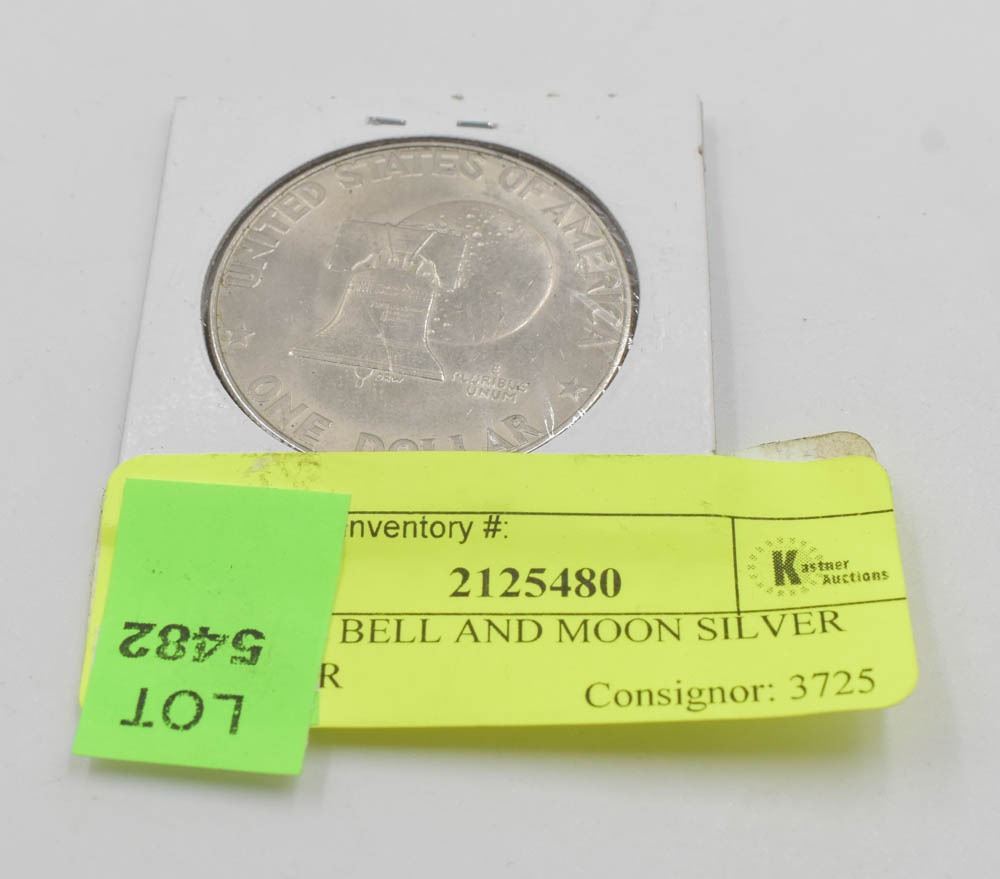 UNITED STATES OF AMERICA
E
PLURIBUS
UNUM
ONE DOLLAR
Inventory #:
2125480
Kastner
Auctions
BELL AND MOON SILVER
R
Consignor: 3725
LOT
5482